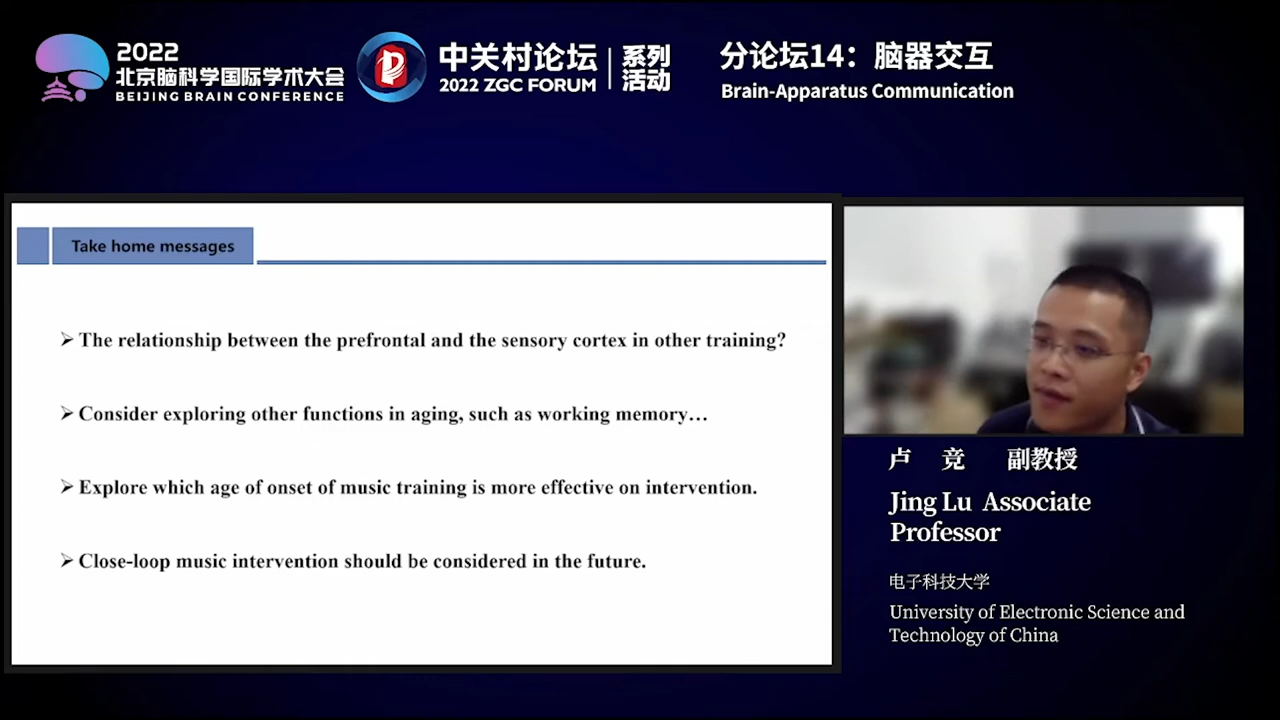 2022
北京脑科学国际学术大会
BEIJING BRAIN CONFERENCE
中关村论坛
2022 ZGC FORUM
系列
活动
分论坛14：脑器交互
Brain-Apparatus Communication
Take home messages
➢ The relationship between the prefrontal and the sensory cortex in other training?
➢ Consider exploring other functions in aging, such as working memory…
➢ Explore which age of onset of music training is more effective on intervention.
➢ Close-loop music intervention should be considered in the future.
卢 竞 副教授
Jing Lu Associate
Professor
电子科技大学
University of Electronic Science and
Technology of China